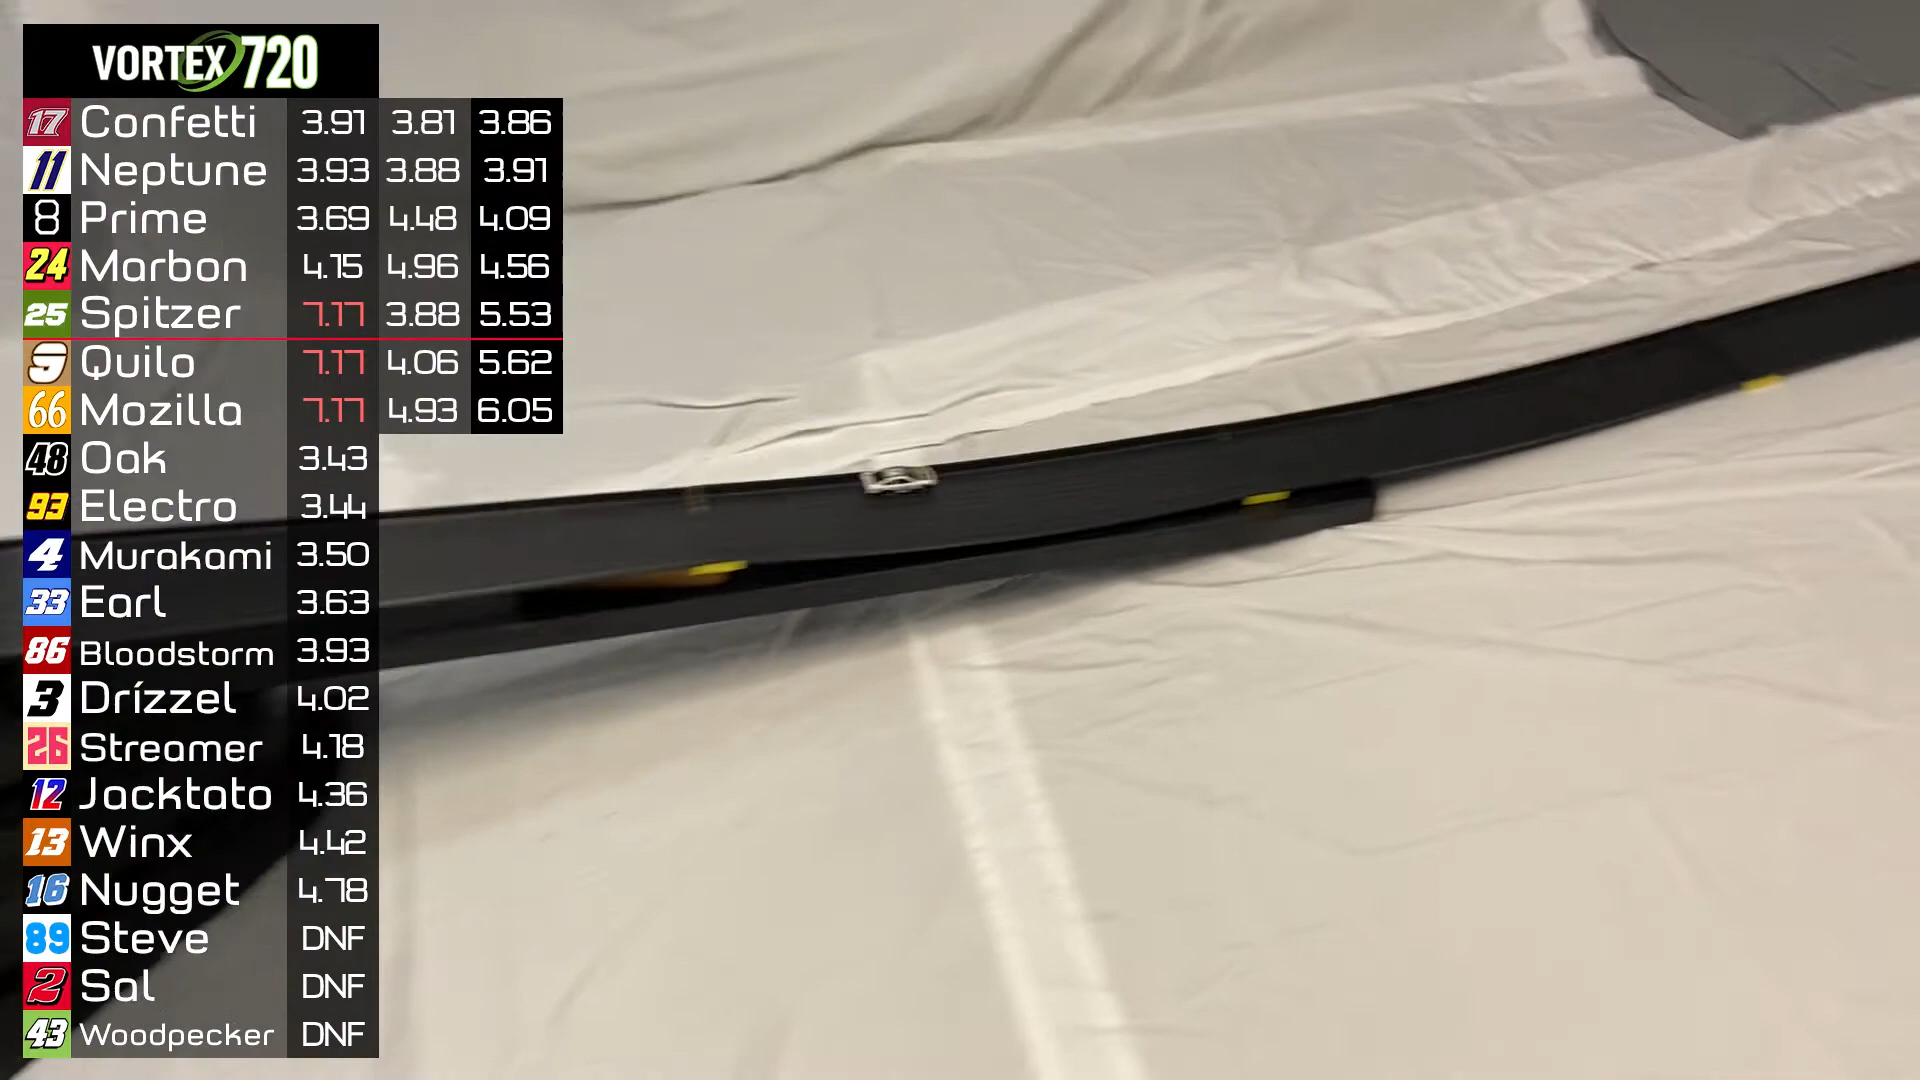 VORTEX 720
17 Confetti 3.91 3.81 3.86
11 Neptune 3.93 3.88 3.91
8 Prime 3.69 4.48 4.09
24 Marbon 4.15 4.96 4.56
25 Spitzer 7.17 3.88 5.53
9 Quilo 7.17 4.06 5.62
66 Mozilla 7.17 4.93 6.05
48 Oak 3.43
93 Electro 3.44
4 Murakami 3.50
33 Earl 3.63
86 Bloodstorm 3.93
3 Drízzel 4.02
26 Streamer 4.18
12 Jacktato 4.36
13 Winx 4.42
16 Nugget 4.78
89 Steve DNF
2 Sal DNF
43 Woodpecker DNF